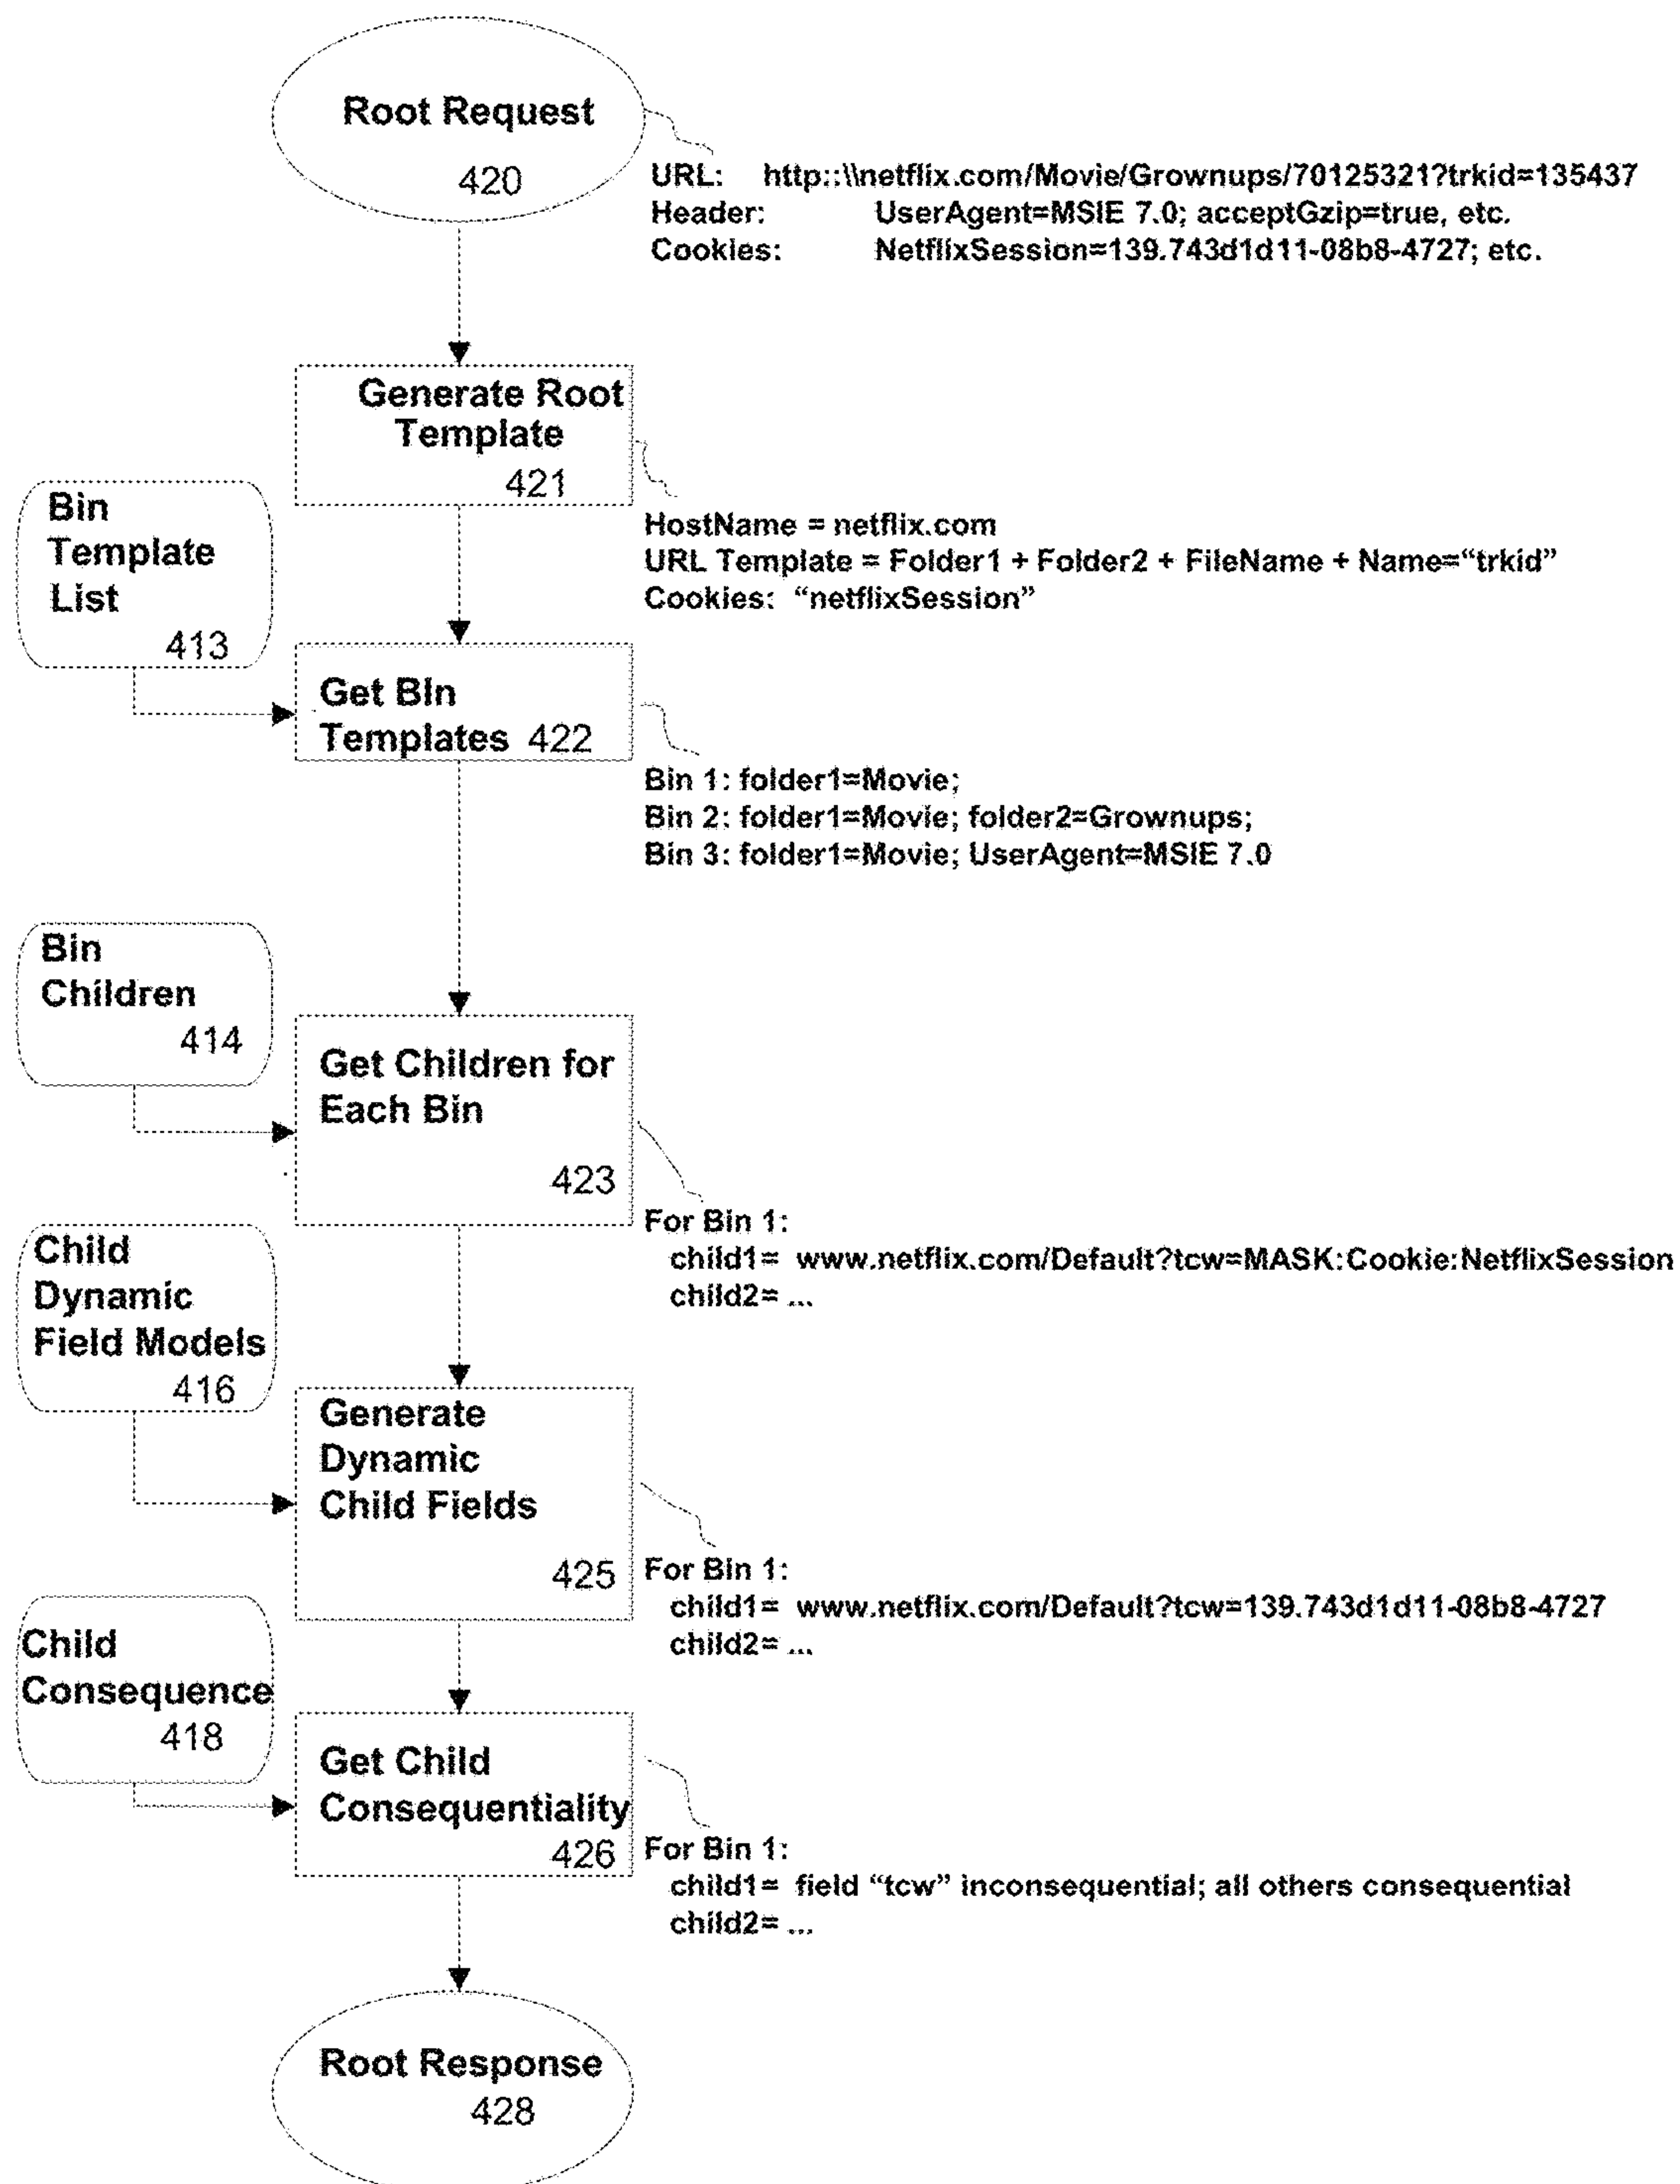 Root Request
420
URL: http::\\netflix.com/Movie/Grownups/70125321?trkid=135437
Header: UserAgent=MSIE 7.0; acceptGzip=true, etc.
Cookies: NetflixSession=139.743d1d11-08b8-4727; etc.
Generate Root
Template
421
HostName = netflix.com
URL Template = Folder1 + Folder2 + FileName + Name=“trkid”
Cookies: “netflixSession”
Bin
Template
List
413
Get Bin
Templates 422
Bin 1: folder1=Movie;
Bin 2: folder1=Movie; folder2=Grownups;
Bin 3: folder1=Movie; UserAgent=MSIE 7.0
Bin
Children
414
Get Children for
Each Bin
423
For Bin 1:
child1= www.netflix.com/Default?tcw=MASK:Cookie:NetflixSession
child2= ...
Child
Dynamic
Field Models
416
Generate
Dynamic
Child Fields
425
For Bin 1:
child1= www.netflix.com/Default?tcw=139.743d1d11-08b8-4727
child2= ...
Child
Consequence
418
Get Child
Consequentiality
426
For Bin 1:
child1= field “tcw” inconsequential; all others consequential
child2= ...
Root Response
428